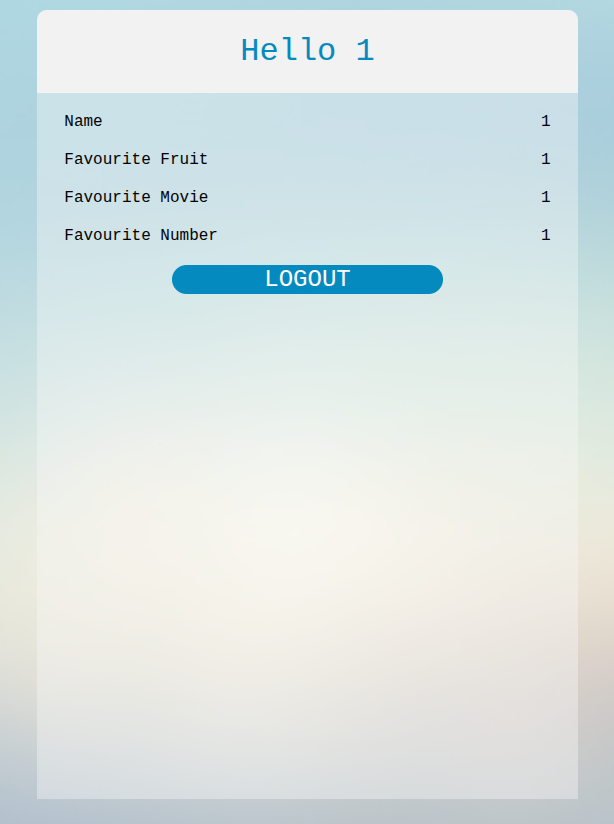 Hello 1
Name 1
Favourite Fruit 1
Favourite Movie 1
Favourite Number 1
LOGOUT